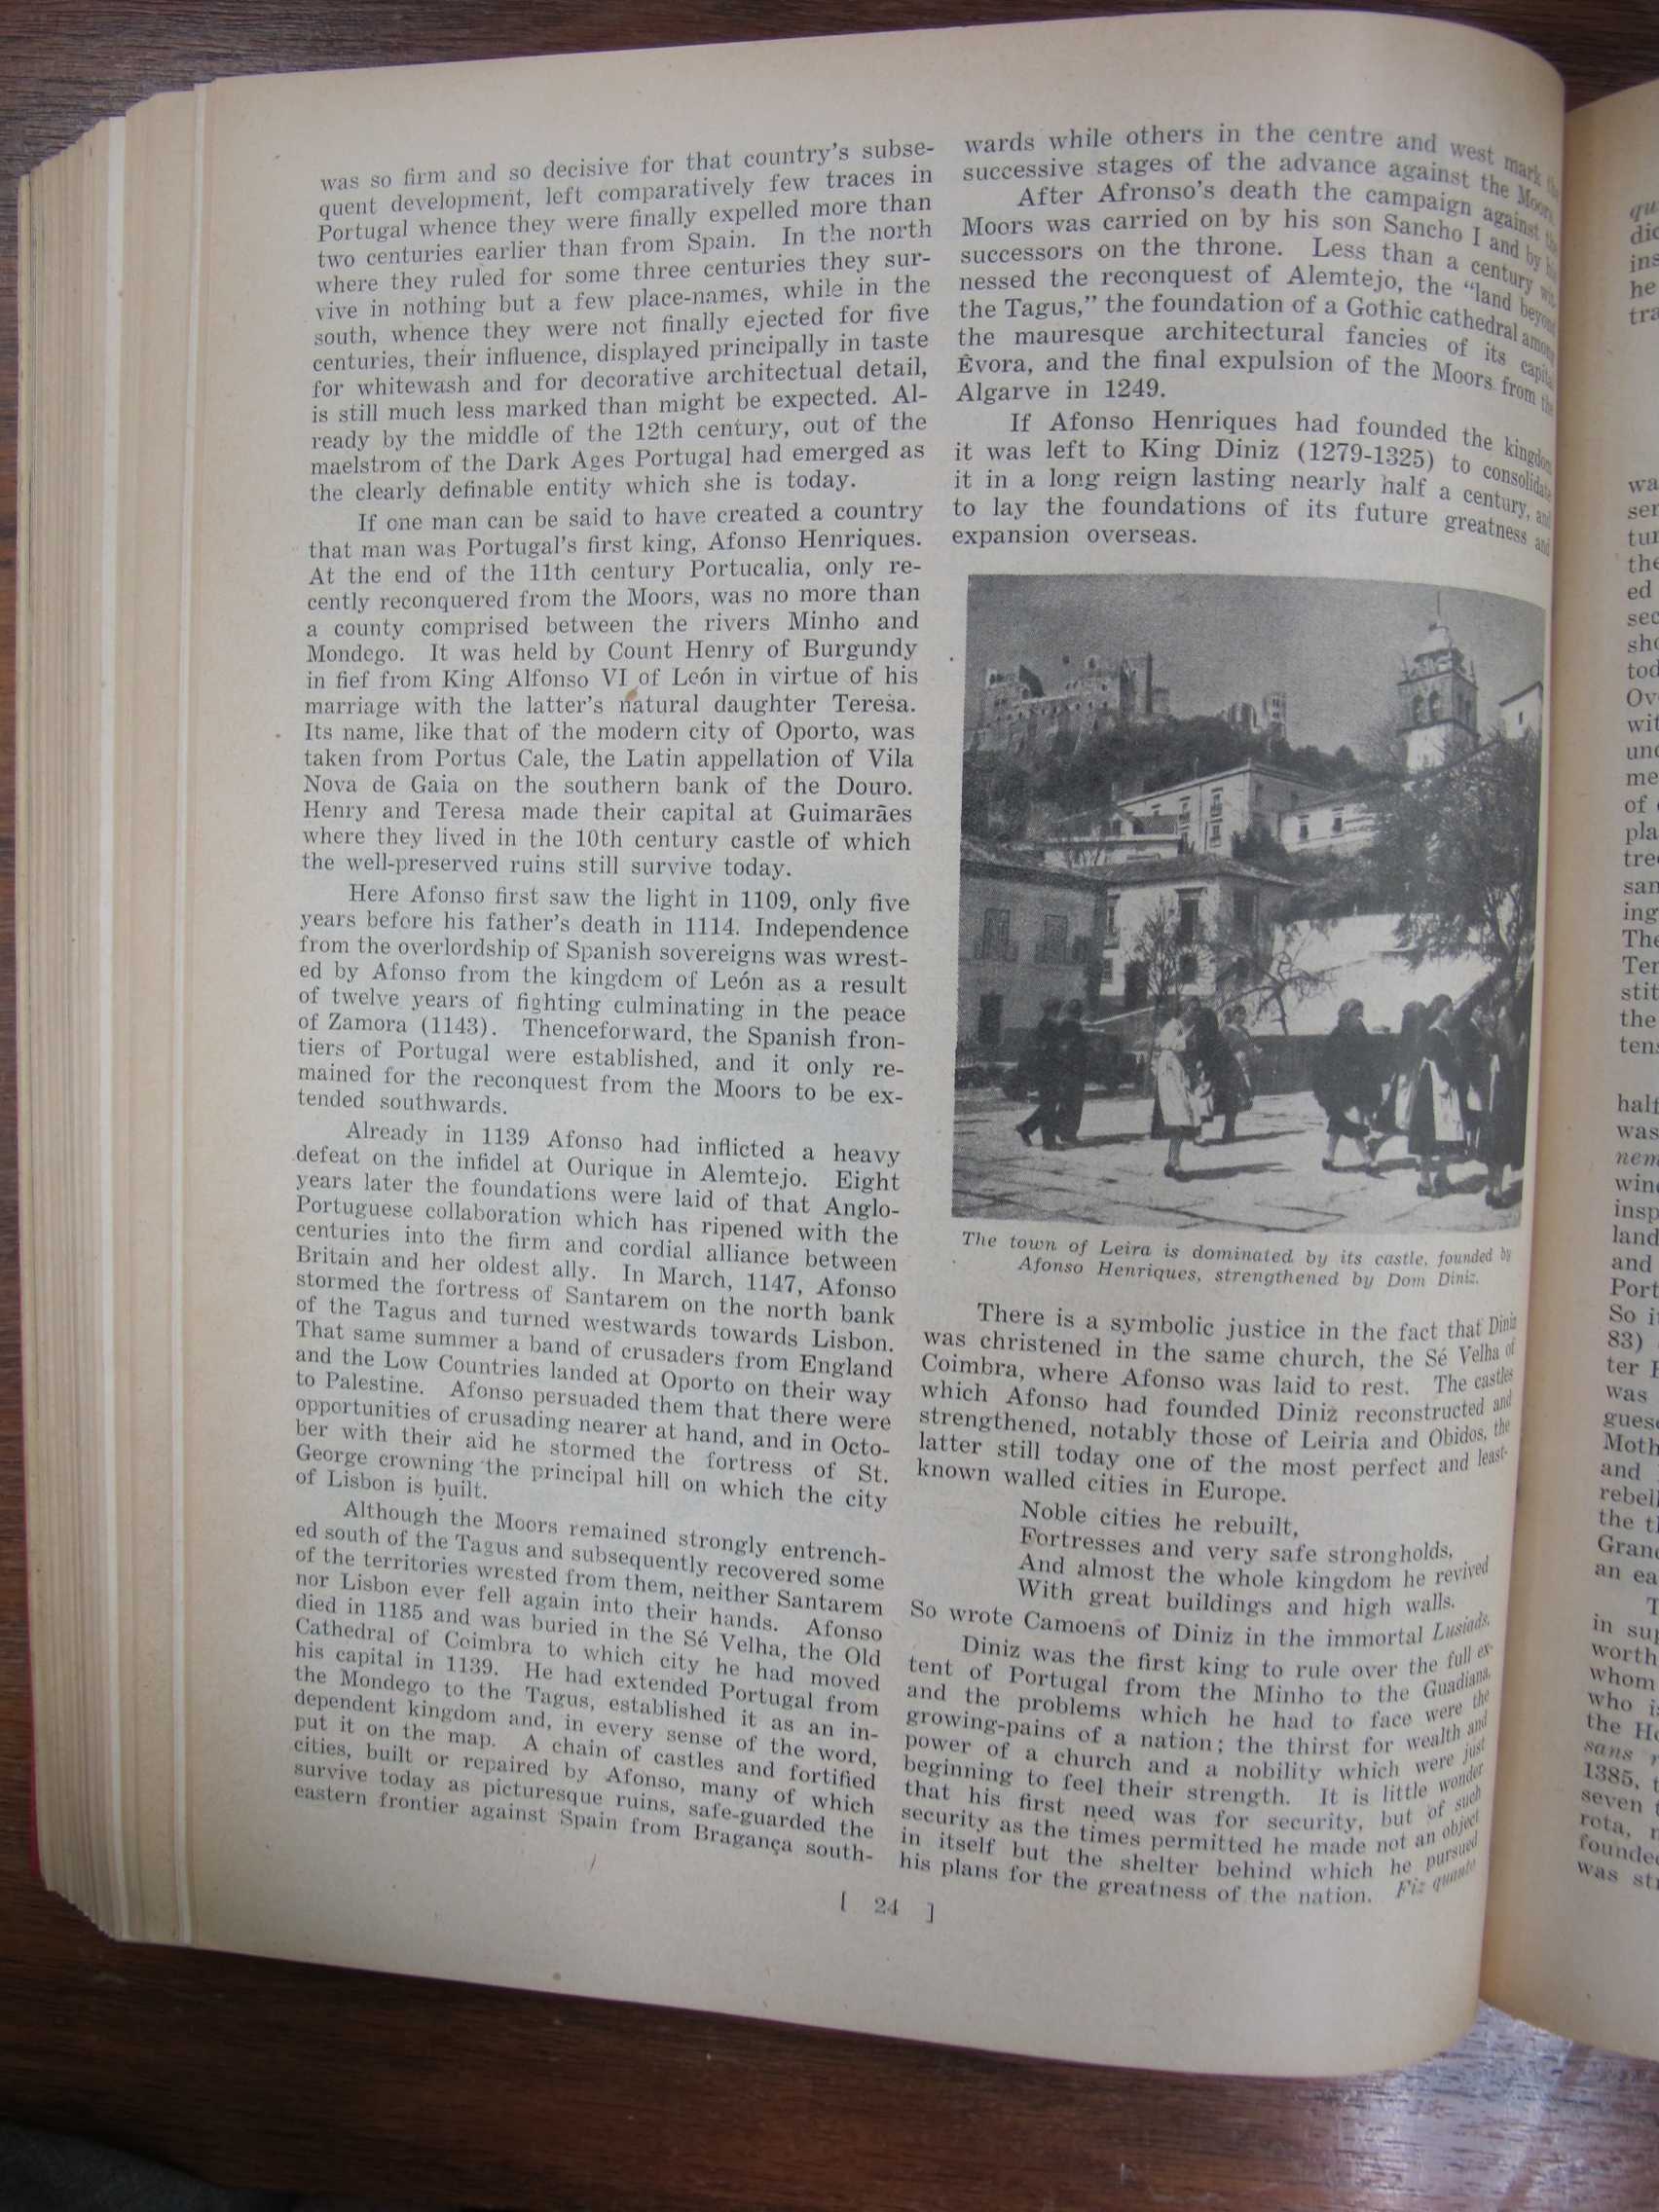 was so firm and so decisive for that country's subse-
quent development, left comparatively few traces in
Portugal whence they were finally expelled more than
two centuries earlier than from Spain. In the north
where they ruled for some three centuries they sur-
vive in nothing but a few place-names, while in the
south, whence they were not finally ejected for five
centuries, their influence, displayed principally in taste
for whitewash and for decorative architectual detail,
is still much less marked than might be expected. Al-
ready by the middle of the 12th century, out of the
maelstrom of the Dark Ages Portugal had emerged as
the clearly definable entity which she is today.
If one man can be said to have created a country
that man was Portugal's first king, Afonso Henriques.
At the end of the 11th century Portucalia, only re-
cently reconquered from the Moors, was no more than
a county comprised between the rivers Minho and
Mondego. It was held by Count Henry of Burgundy
in fief from King Alfonso VI of León in virtue of his
marriage with the latter's natural daughter Teresa.
Its name, like that of the modern city of Oporto, was
taken from Portus Cale, the Latin appellation of Vila
Nova de Gaia on the southern bank of the Douro.
Henry and Teresa made their capital at Guimarães
where they lived in the 10th century castle of which
the well-preserved ruins still survive today.
Here Afonso first saw the light in 1109, only five
years before his father's death in 1114. Independence
from the overlordship of Spanish sovereigns was wrest-
ed by Afonso from the kingdom of León as a result
of twelve years of fighting culminating in the peace
of Zamora (1143). Thenceforward, the Spanish fron-
tiers of Portugal were established, and it only re-
mained for the reconquest from the Moors to be ex-
tended southwards.
Already in 1139 Afonso had inflicted a heavy
defeat on the infidel at Ourique in Alemtejo. Eight
years later the foundations were laid of that Anglo-
Portuguese collaboration which has ripened with the
centuries into the firm and cordial alliance between
Britain and her oldest ally. In March, 1147, Afonso
stormed the fortress of Santarem on the north bank
of the Tagus and turned westwards towards Lisbon.
That same summer a band of crusaders from England
and the Low Countries landed at Oporto on their way
to Palestine. Afonso persuaded them that there were
opportunities of crusading nearer at hand, and in Octo-
ber with their aid he stormed the fortress of St.
George crowning the principal hill on which the city
of Lisbon is built.
Although the Moors remained strongly entrench-
ed south of the Tagus and subsequently recovered some
of the territories wrested from them, neither Santarem
nor Lisbon ever fell again into their hands. Afonso
died in 1185 and was buried in the Sé Velha, the Old
Cathedral of Coimbra to which city he had moved
his capital in 1139. He had extended Portugal from
the Mondego to the Tagus, established it as an in-
dependent kingdom and, in every sense of the word,
put it on the map. A chain of castles and fortified
cities, built or repaired by Afonso, many of which
survive today as picturesque ruins, safe-guarded the
eastern frontier against Spain from Bragança south-
wards while others in the centre and west mark the
successive stages of the advance against the Moors.
After Afronso's death the campaign against the
Moors was carried on by his son Sancho I and by his
successors on the throne. Less than a century wit-
nessed the reconquest of Alemtejo, the "land beyond
the Tagus," the foundation of a Gothic cathedral among
the mauresque architectural fancies of its capital
Êvora, and the final expulsion of the Moors from the
Algarve in 1249.
If Afonso Henriques had founded the kingdom
it was left to King Diniz (1279-1325) to consolidate
it in a long reign lasting nearly half a century, and
to lay the foundations of its future greatness and
expansion overseas.
The town of Leira is dominated by its castle, founded by
Afonso Henriques, strengthened by Dom Diniz.
There is a symbolic justice in the fact that Diniz
was christened in the same church, the Sé Velha of
Coimbra, where Afonso was laid to rest. The castles
which Afonso had founded Diniz reconstructed and
strengthened, notably those of Leiria and Obidos, the
latter still today one of the most perfect and least-
known walled cities in Europe.
Noble cities he rebuilt,
Fortresses and very safe strongholds,
And almost the whole kingdom he revived
With great buildings and high walls.
So wrote Camoens of Diniz in the immortal Lusiads.
Diniz was the first king to rule over the full ex-
tent of Portugal from the Minho to the Guadiana,
and the problems which he had to face were the
growing-pains of a nation; the thirst for wealth and
power of a church and a nobility which were just
beginning to feel their strength. It is little wonder
that his first need was for security, but of such
security as the times permitted he made not an object
in itself but the shelter behind which he pursued
his plans for the greatness of the nation. Fiz quanto
[ 24 ]